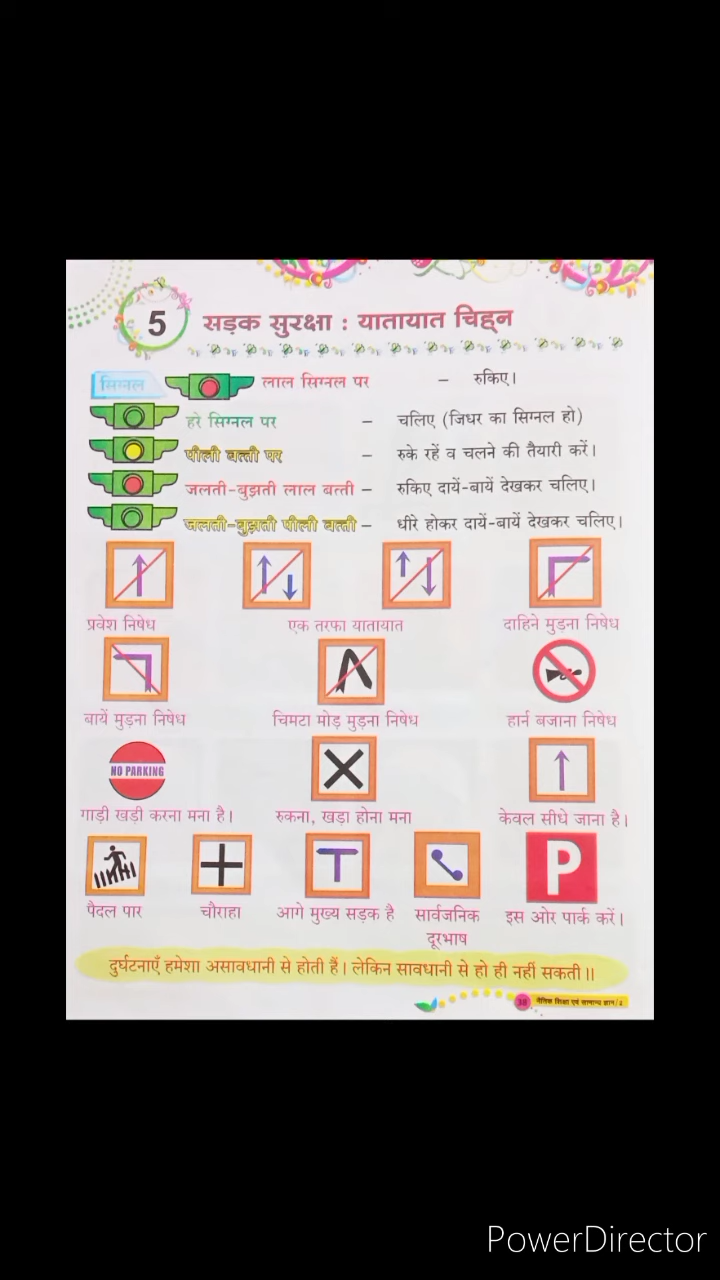 5 सड़क सुरक्षा : यातायात चिह्न
सिग्नल लाल सिग्नल पर – रुकिए।
हरे सिग्नल पर – चलिए (जिधर का सिग्नल हो)
पीली बत्ती पर – रुके रहें व चलने की तैयारी करें।
जलती-बुझती लाल बत्ती – रुकिए दायें-बायें देखकर चलिए।
जलती-बुझती पीली बत्ती – धीरे होकर दायें-बायें देखकर चलिए।
प्रवेश निषेध एक तरफा यातायात दाहिने मुड़ना निषेध
बायें मुड़ना निषेध चिमटा मोड़ मुड़ना निषेध हार्न बजाना निषेध
NO PARKING
गाड़ी खड़ी करना मना है। रुकना, खड़ा होना मना केवल सीधे जाना है।
P
पैदल पार चौराहा आगे मुख्य सड़क है सार्वजनिक दूरभाष इस ओर पार्क करें।
दुर्घटनाएँ हमेशा असावधानी से होती हैं। लेकिन सावधानी से हो ही नहीं सकती॥
नैतिक शिक्षा एवं सामान्य ज्ञान/2
PowerDirector